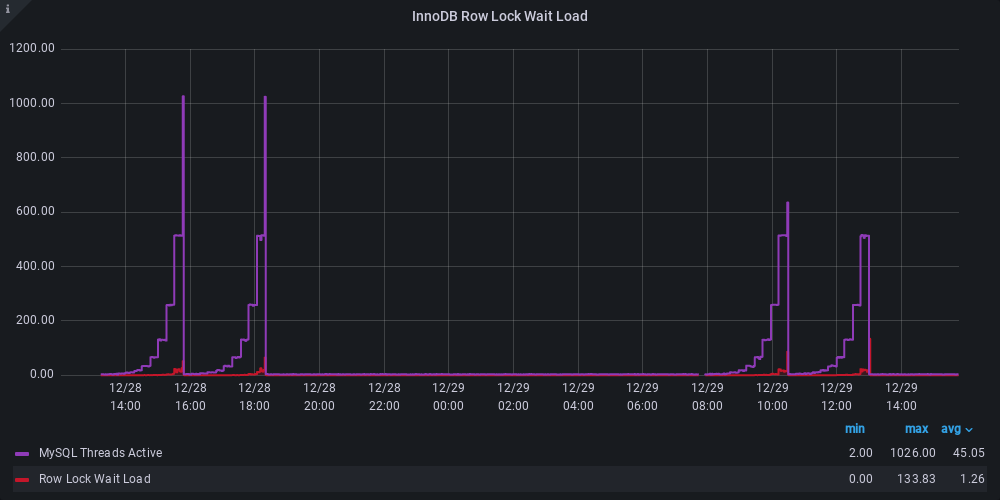 i
InnoDB Row Lock Wait Load
1200.00
1000.00
800.00
600.00
400.00
200.00
0.00
12/28 12/28 12/28 12/28 12/28 12/29 12/29 12/29 12/29 12/29 12/29 12/29 12/29
14:00 16:00 18:00 20:00 22:00 00:00 02:00 04:00 06:00 08:00 10:00 12:00 14:00
min max avg
MySQL Threads Active 2.00 1026.00 45.05
Row Lock Wait Load 0.00 133.83 1.26